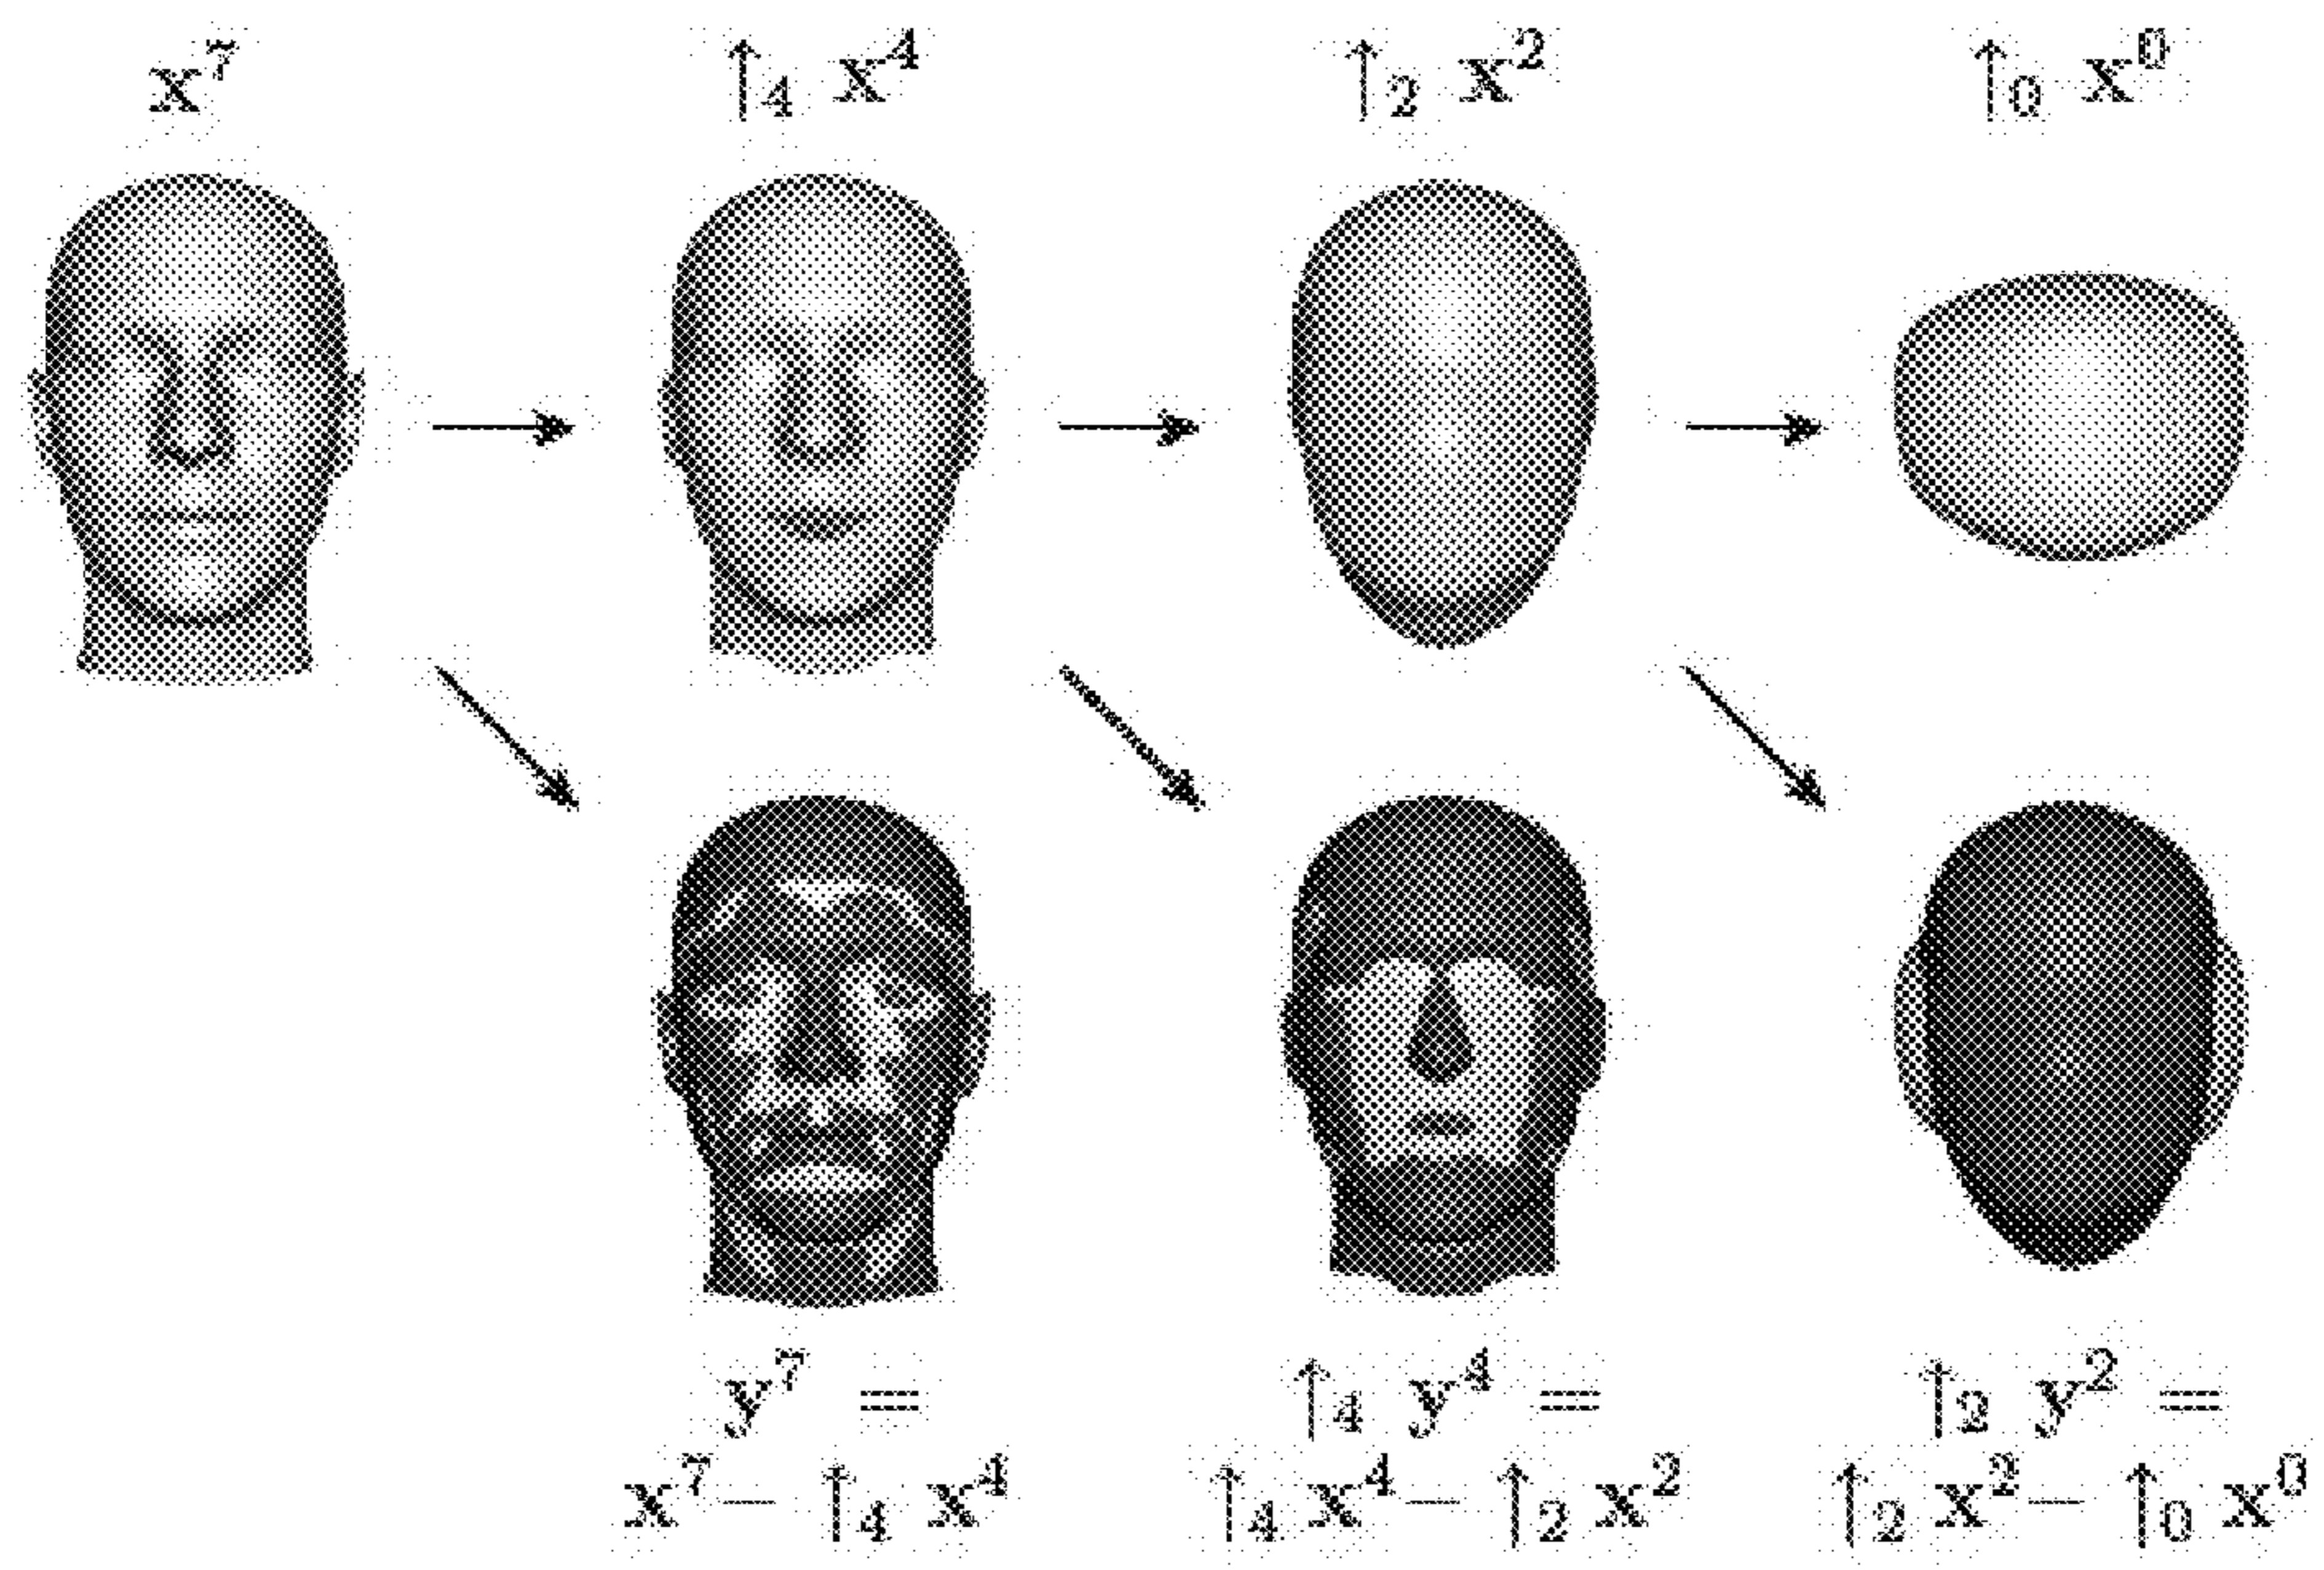 x⁷
↑₄ x⁴
↑₂ x²
↑₀ x⁰
y⁷ =
x⁷− ↑₄ x⁴
↑₄ y⁴ =
↑₄ x⁴− ↑₂ x²
↑₂ y² =
↑₂ x²− ↑₀ x⁰